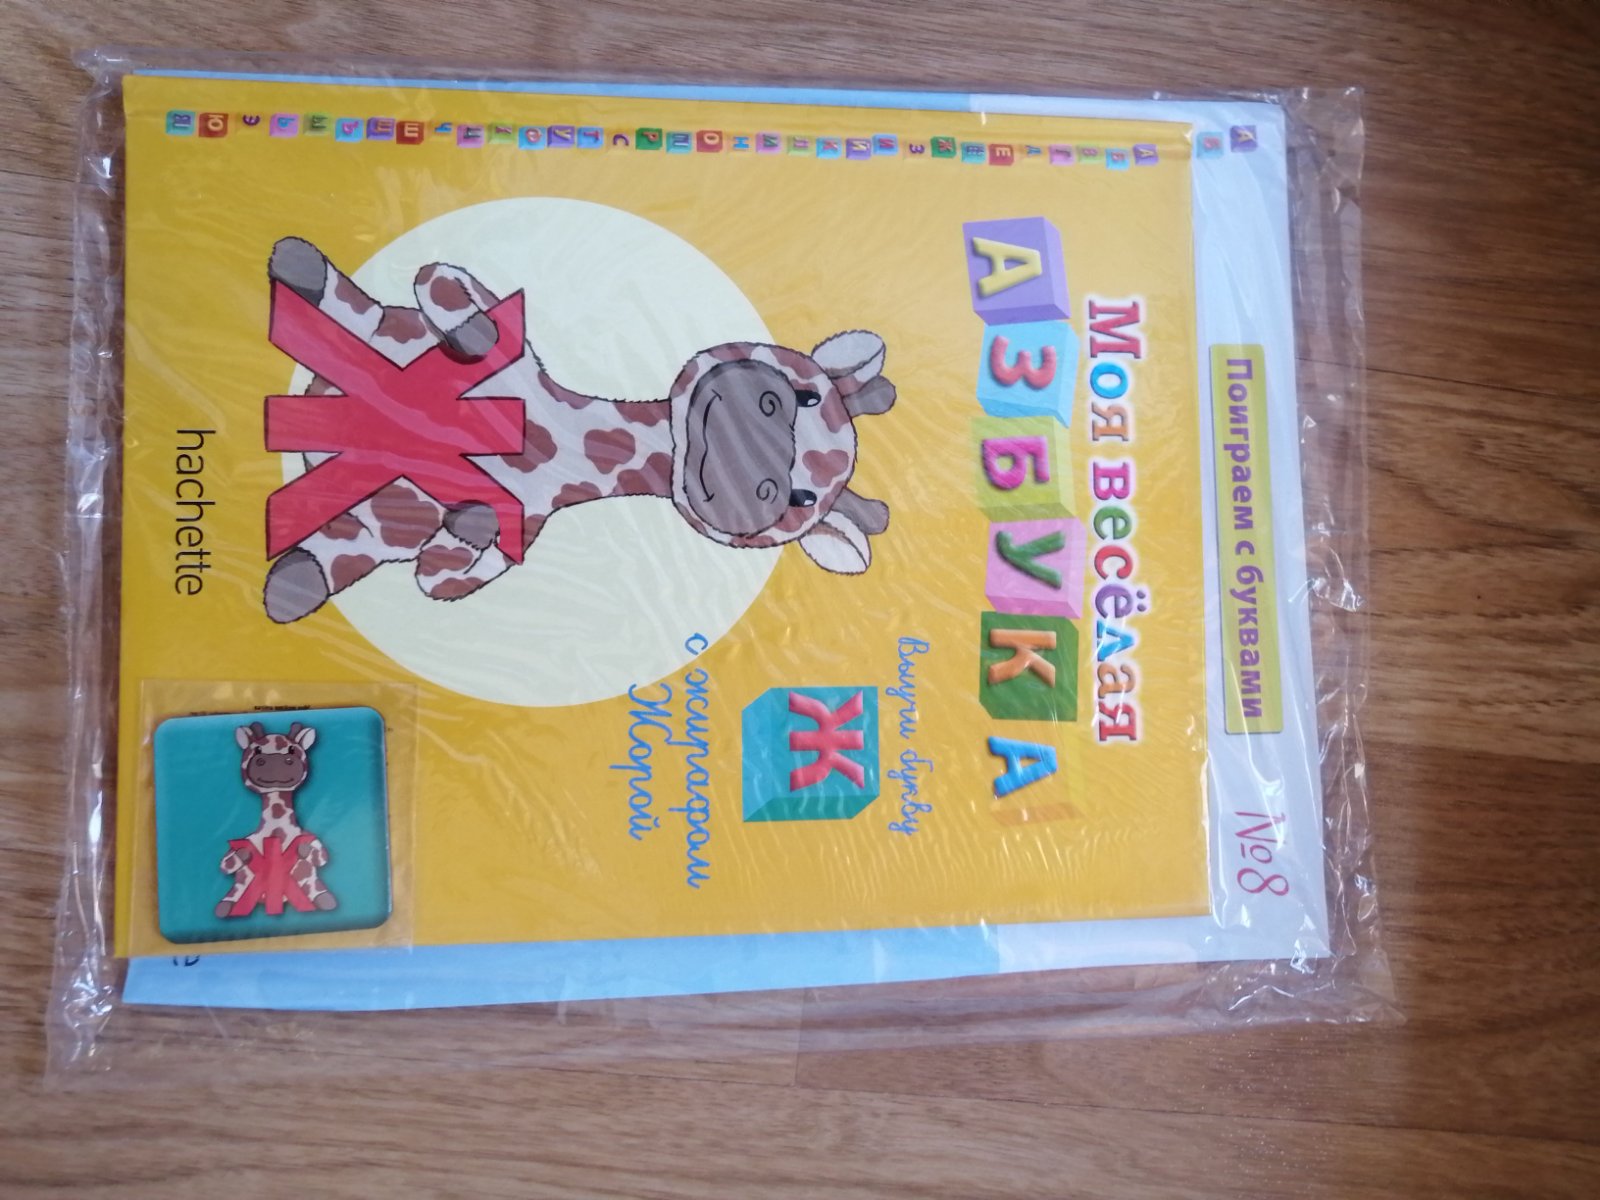 Поиграем с буквами
№8
Моя весёлая
АЗБУКА
Выучи букву
Ж
с жирафом
Жорой
Ж
hachette
Ж
А Б В Г Д Е Ё Ж З И Й К Л М Н О П Р С Т У Ф Х Ц Ч Ш Щ Ъ Ы Ь Э Ю Я